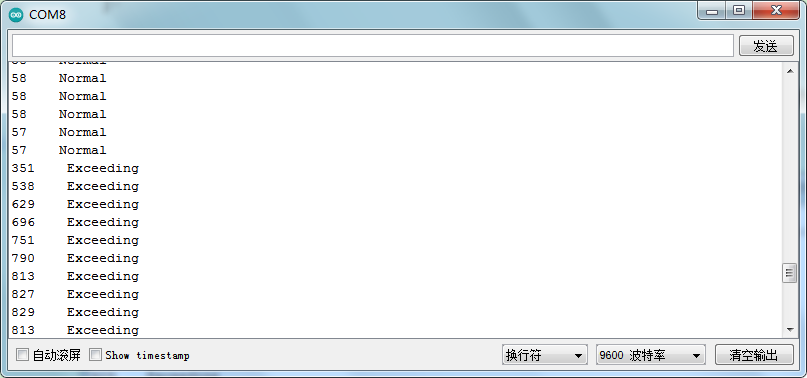 COM8
发送
58 Normal
58 Normal
58 Normal
57 Normal
57 Normal
351 Exceeding
538 Exceeding
629 Exceeding
696 Exceeding
751 Exceeding
790 Exceeding
813 Exceeding
827 Exceeding
829 Exceeding
813 Exceeding
自动滚屏 Show timestamp 换行符 9600 波特率 清空输出